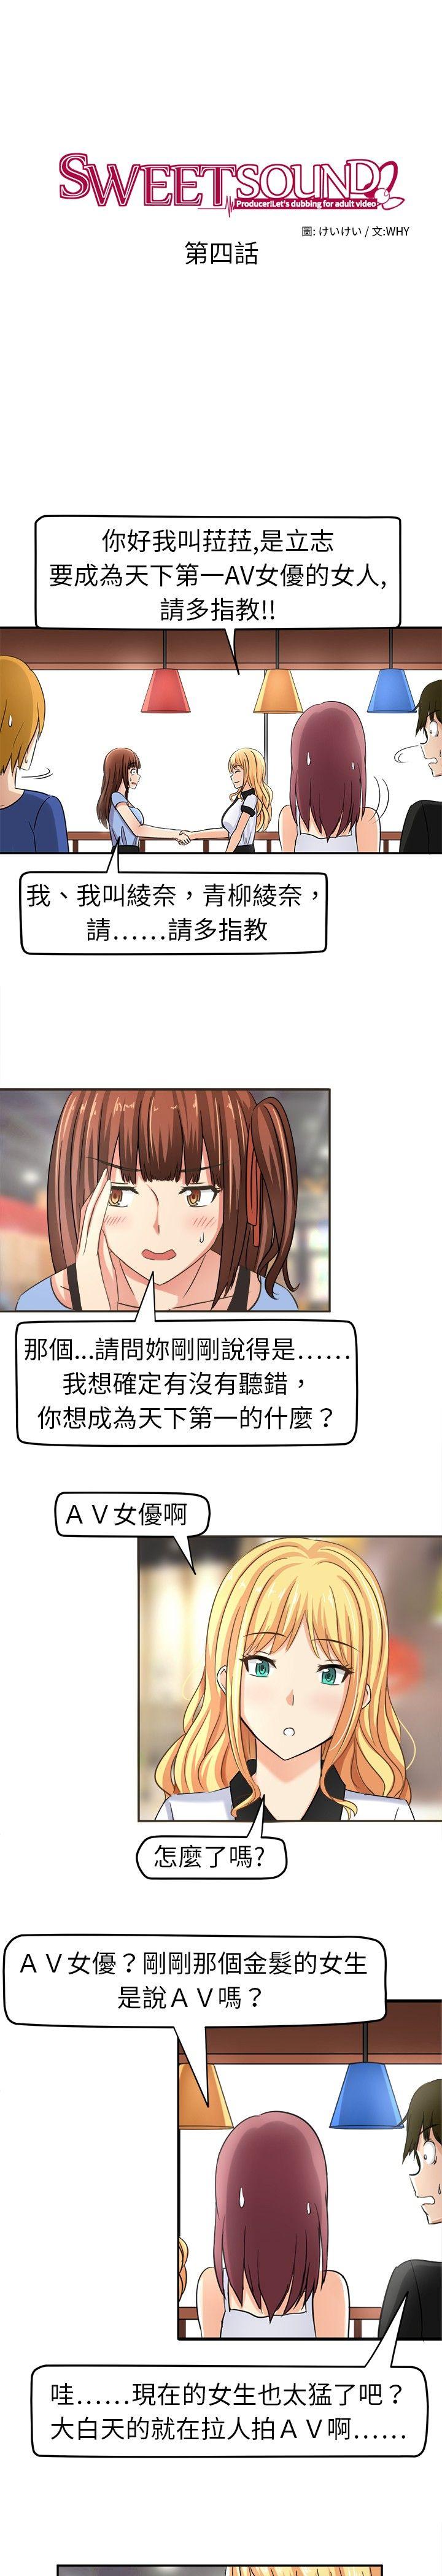 SWEETSOUND
Producer!!Let's dubbing for adult video
圖: けいけい / 文:WHY
第四話
你好我叫菈菈,是立志
要成為天下第一AV女優的女人,
請多指教!!
我、我叫綾奈，青柳綾奈，
請......請多指教
那個...請問妳剛剛說得是......
我想確定有沒有聽錯，
你想成為天下第一的什麼？
ＡＶ女優啊
怎麼了嗎?
ＡＶ女優？剛剛那個金髮的女生
是說ＡＶ嗎？
哇......現在的女生也太猛了吧？
大白天的就在拉人拍ＡＶ啊......